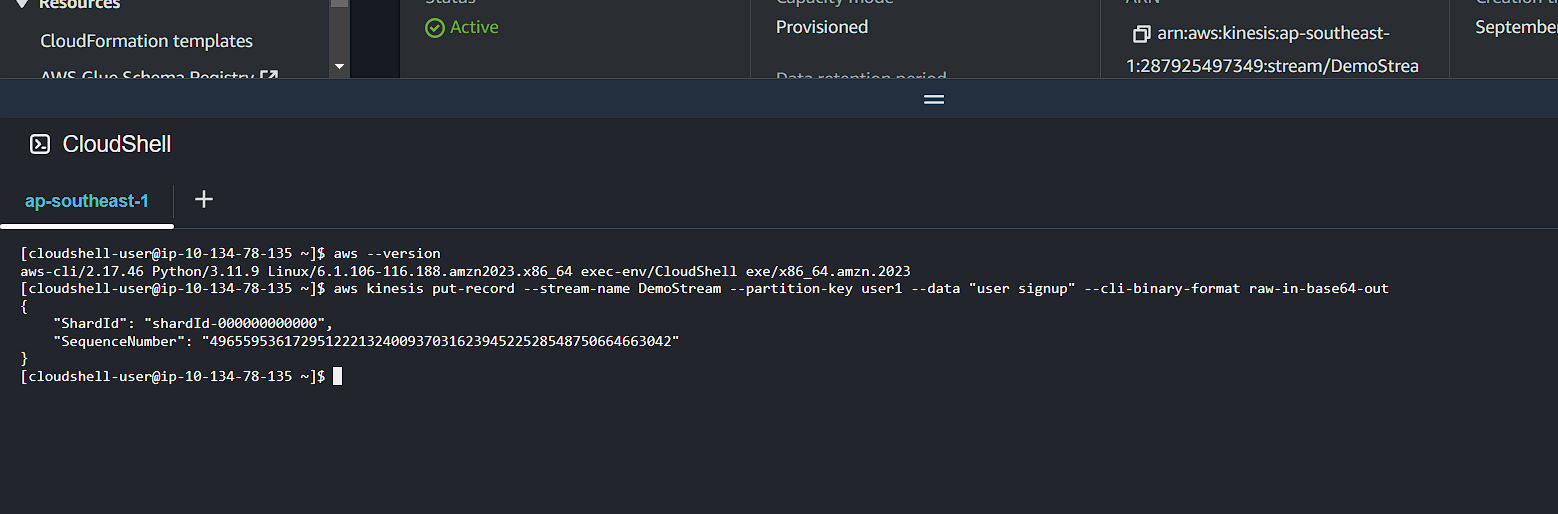 Resources
Status
Capacity mode
ARN
CloudFormation templates
Active
Provisioned
arn:aws:kinesis:ap-southeast-
September
AWS Glue Schema Registry
Data retention period
1:287925497349:stream/DemoStrea
CloudShell
ap-southeast-1
[cloudshell-user@ip-10-134-78-135 ~]$ aws --version
aws-cli/2.17.46 Python/3.11.9 Linux/6.1.106-116.188.amzn2023.x86_64 exec-env/CloudShell exe/x86_64.amzn.2023
[cloudshell-user@ip-10-134-78-135 ~]$ aws kinesis put-record --stream-name DemoStream --partition-key user1 --data "user signup" --cli-binary-format raw-in-base64-out
{
    "ShardId": "shardId-000000000000",
    "SequenceNumber": "49655953617295122213240093703162394522528548750664663042"
}
[cloudshell-user@ip-10-134-78-135 ~]$